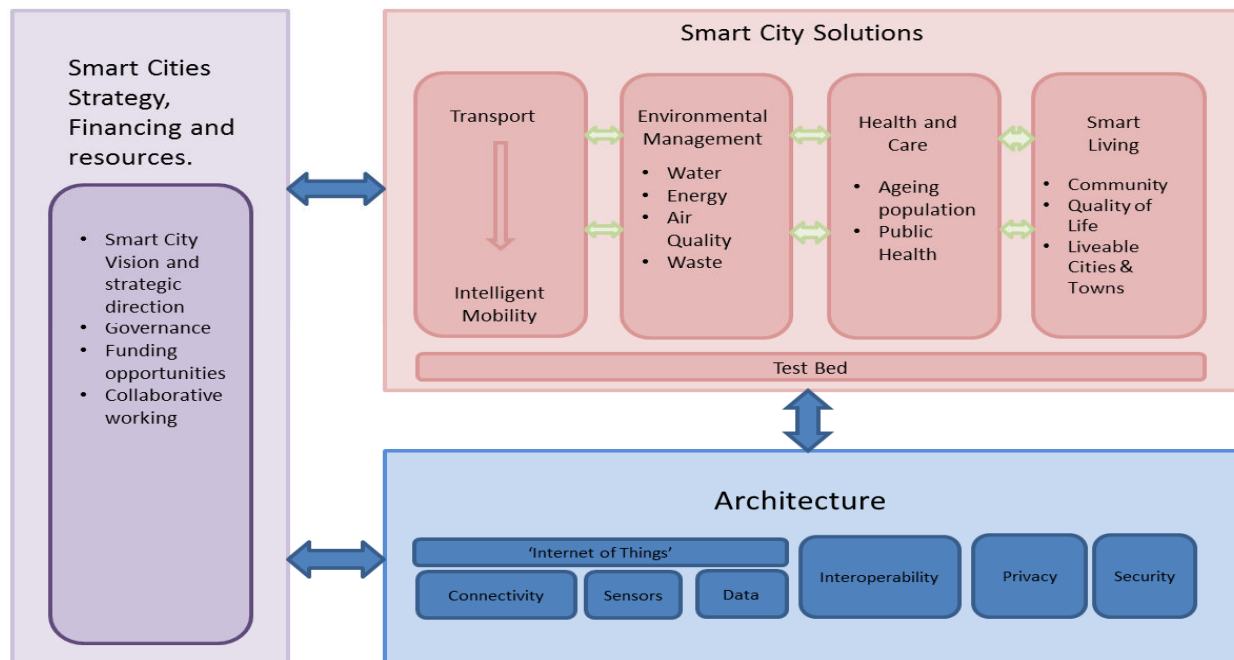 Smart Cities
Strategy,
Financing and
resources.
• Smart City
Vision and
strategic
direction
• Governance
• Funding
opportunities
• Collaborative
working
Smart City Solutions
Transport
Intelligent
Mobility
Environmental
Management
• Water
• Energy
• Air
Quality
• Waste
Health and
Care
• Ageing
population
• Public
Health
Smart
Living
• Community
• Quality of
Life
• Liveable
Cities &
Towns
Test Bed
Architecture
'Internet of Things'
Connectivity
Sensors
Data
Interoperability
Privacy
Security